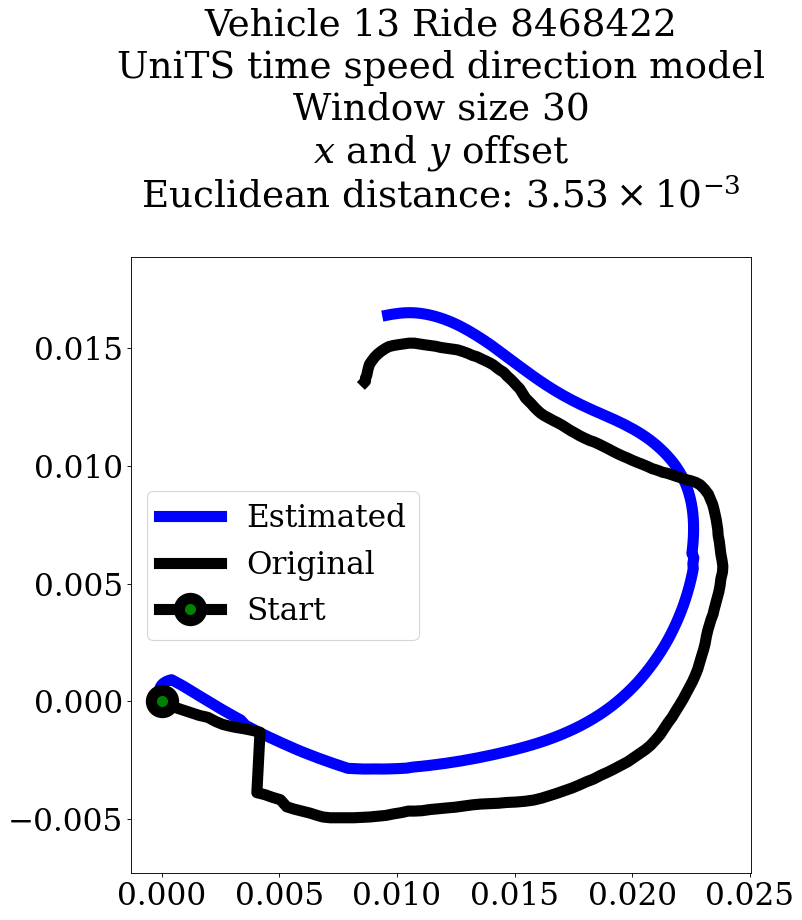 Vehicle 13 Ride 8468422
UniTS time speed direction model
Window size 30
x and y offset
Euclidean distance: 3.53 × 10⁻³
0.015
0.010
0.005
0.000
−0.005
Estimated
Original
Start
0.000 0.005 0.010 0.015 0.020 0.025